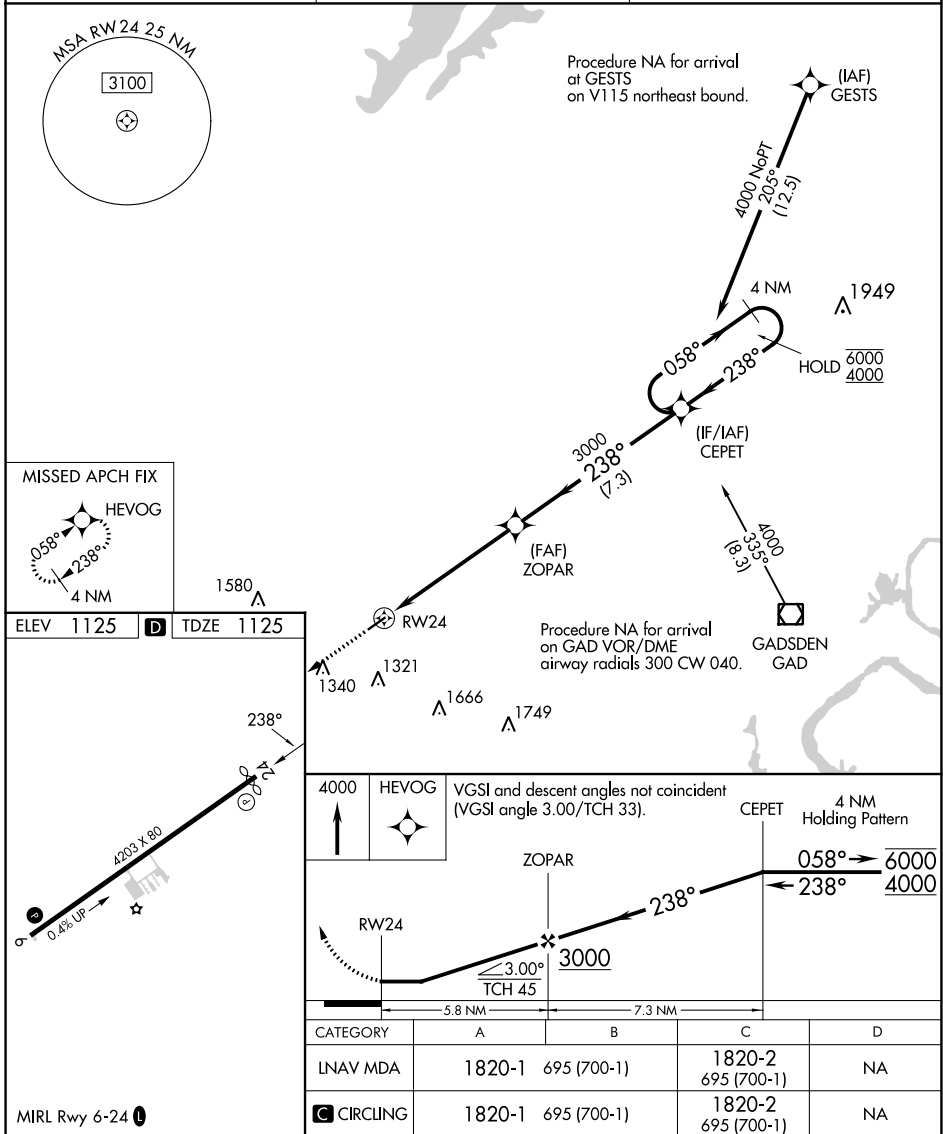 MSA RW 24 25 NM
3100
Procedure NA for arrival
at GESTS
on V115 northeast bound.
(IAF)
GESTS
4000 NoPT
205°
(12.5)
4 NM
1949
058°
238°
HOLD 6000
4000
(IF/IAF)
CEPET
3000
238°
(7.3)
MISSED APCH FIX
HEVOG
058°
238°
4 NM
(FAF)
ZOPAR
4000
335°
(8.3)
1580
RW24
Procedure NA for arrival
on GAD VOR/DME
airway radials 300 CW 040.
GADSDEN
GAD
1340
1321
1666
1749
ELEV 1125 D TDZE 1125
238°
24
P
4203 X 80
P
0.4% UP
6
MIRL Rwy 6-24 L
4000
HEVOG
VGSI and descent angles not coincident
(VGSI angle 3.00/TCH 33).
CEPET
4 NM
Holding Pattern
ZOPAR
058° 6000
238° 4000
238°
RW24
3000
3.00°
TCH 45
5.8 NM
7.3 NM
CATEGORY A B C D
LNAV MDA 1820-1 695 (700-1) 1820-2 695 (700-1) NA
C CIRCLING 1820-1 695 (700-1) 1820-2 695 (700-1) NA